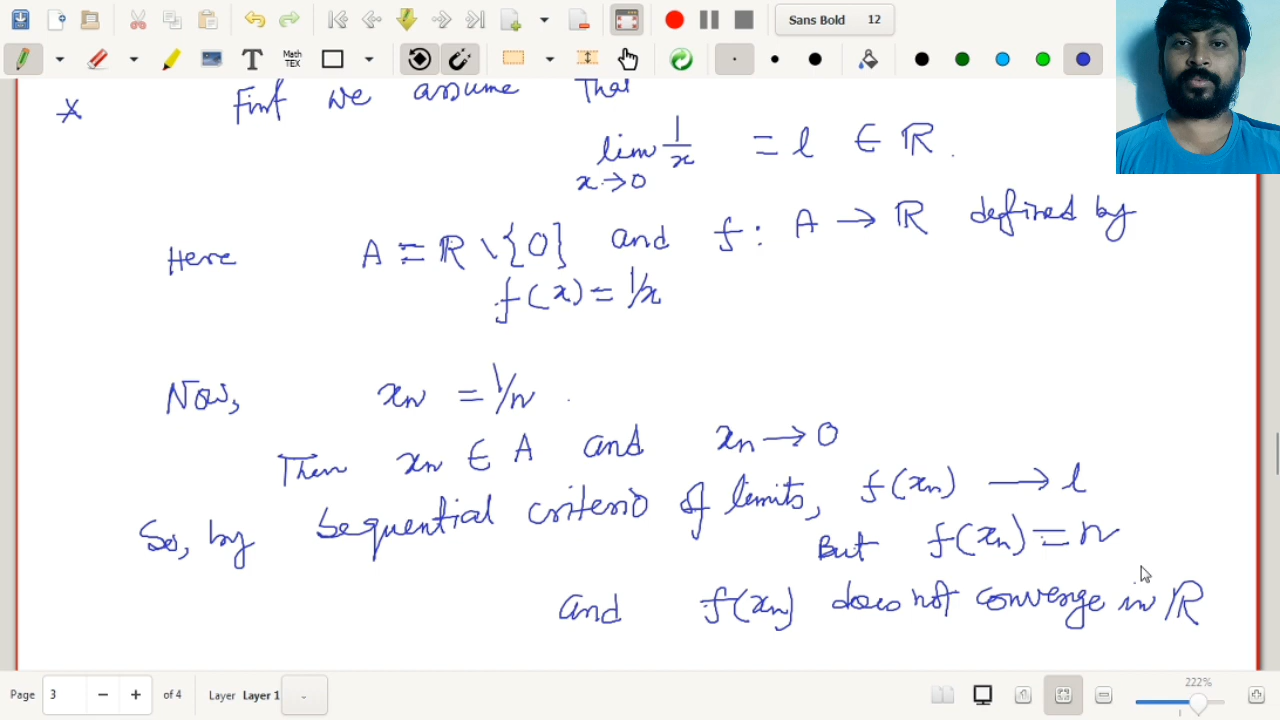 Sans Bold 12
T Math TEX
* First we assume that
lim x→0 1/x = l ∈ ℝ.
Here A = ℝ \ {0} and f : A → ℝ defined by
f(x) = 1/x
Now, xn = 1/n.
Then xn ∈ A and xn → 0
So, by sequential criterio of limits, f(xn) → l
But f(xn) = n
and f(xn) does not converge in ℝ
Page 3 − + of 4 Layer Layer 1 222%